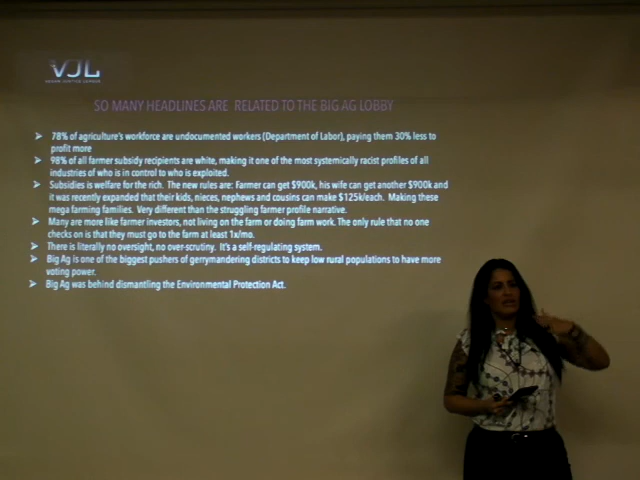 VJL
SO MANY HEADLINES ARE RELATED TO THE BIG AG LOBBY
➤ 78% of agriculture's workforce are undocumented workers (Department of Labor), paying them 30% less to
profit more
➤ 98% of all farmer subsidy recipients are white, making it one of the most systemically racist profiles of all
industries of who is in control to who is exploited.
➤ Subsidies is welfare for the rich. The new rules are: Farmer can get $900k, his wife can get another $900k and
it was recently expanded that their kids, nieces, nephews and cousins can make $125k/each. Making these
mega farming families. Very different than the struggling farmer profile narrative.
➤ Many are more like farmer investors, not living on the farm or doing farm work. The only rule that no one
checks on is that they must go to the farm at least 1x/mo.
➤ There is literally no oversight, no over-scrutiny. It's a self-regulating system.
➤ Big Ag is one of the biggest pushers of gerrymandering districts to keep low rural populations to have more
voting power.
➤ Big Ag was behind dismantling the Environmental Protection Act.